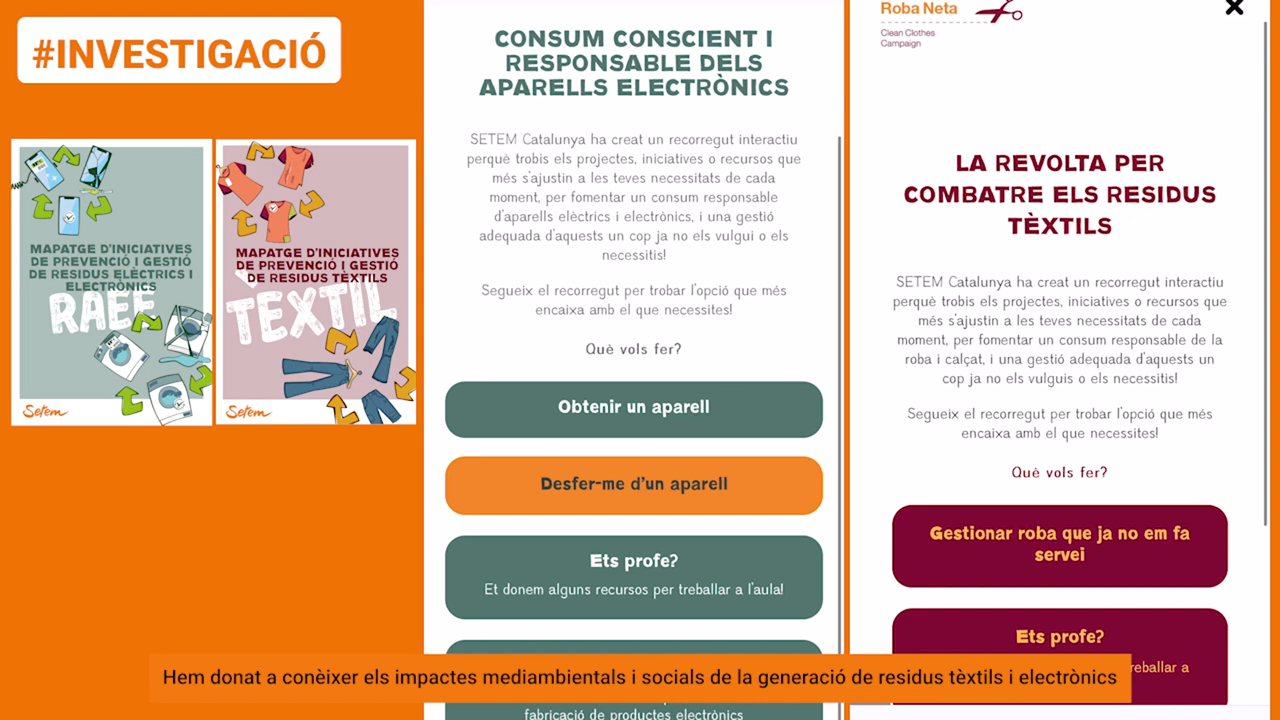 #INVESTIGACIÓ
MAPATGE D'INICIATIVES
DE PREVENCIÓ I GESTIÓ
DE RESIDUS ELÈCTRICS I
ELECTRÒNICS
RAEE
Setem
MAPATGE D'INICIATIVES
DE PREVENCIÓ I GESTIÓ
DE RESIDUS TÈXTILS
TÈXTIL
Setem
CONSUM CONSCIENT I
RESPONSABLE DELS
APARELLS ELECTRÒNICS
SETEM Catalunya ha creat un recorregut interactiu
perquè trobis els projectes, iniciatives o recursos que
més s'ajustin a les teves necessitats de cada
moment, per fomentar un consum responsable
d'aparells elèctrics i electrònics, i una gestió
adequada d'aquests un cop ja no els vulgui o els
necessitis!
Segueix el recorregut per trobar l'opció que més
encaixa amb el que necessites!
Què vols fer?
Obtenir un aparell
Desfer-me d'un aparell
Ets profe?
Et donem alguns recursos per treballar a l'aula!
fabricació de productes electrònics
Roba Neta
Clean Clothes
Campaign
LA REVOLTA PER
COMBATRE ELS RESIDUS
TÈXTILS
SETEM Catalunya ha creat un recorregut interactiu
perquè trobis els projectes, iniciatives o recursos que
més s'ajustin a les teves necessitats de cada
moment, per fomentar un consum responsable de la
roba i calçat, i una gestió adequada d'aquests un
cop ja no els vulguis o els necessitis!
Segueix el recorregut per trobar l'opció que més
encaixa amb el que necessites!
Què vols fer?
Gestionar roba que ja no em fa
servei
Ets profe?
reballar a
Hem donat a conèixer els impactes mediambientals i socials de la generació de residus tèxtils i electrònics